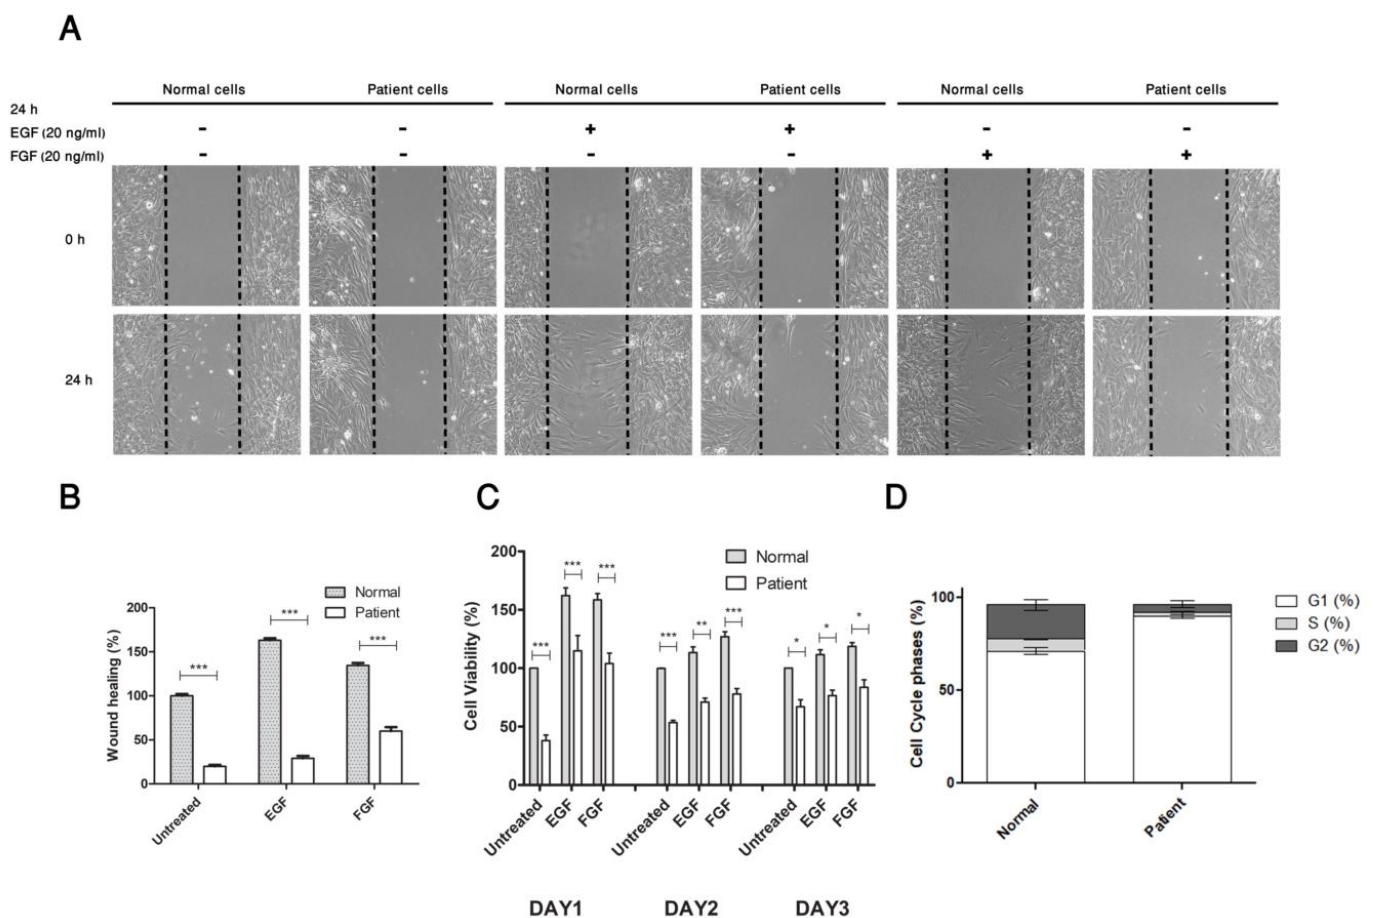 A
Normal cells Patient cells Normal cells Patient cells Normal cells Patient cells
24 h
EGF (20 ng/ml) - - + + - -
FGF (20 ng/ml) - - - - + +
0 h
24 h
B
Wound healing (%)
200
150
100
50
0
Normal
Patient
***
***
***
Untreated
EGF
FGF
C
Cell Viability (%)
200
150
100
50
0
Normal
Patient
*** *** ***
*** ** ***
* * *
Untreated EGF FGF Untreated EGF FGF Untreated EGF FGF
DAY1 DAY2 DAY3
D
Cell Cycle phases (%)
100
50
0
G1 (%)
S (%)
G2 (%)
Normal
Patient